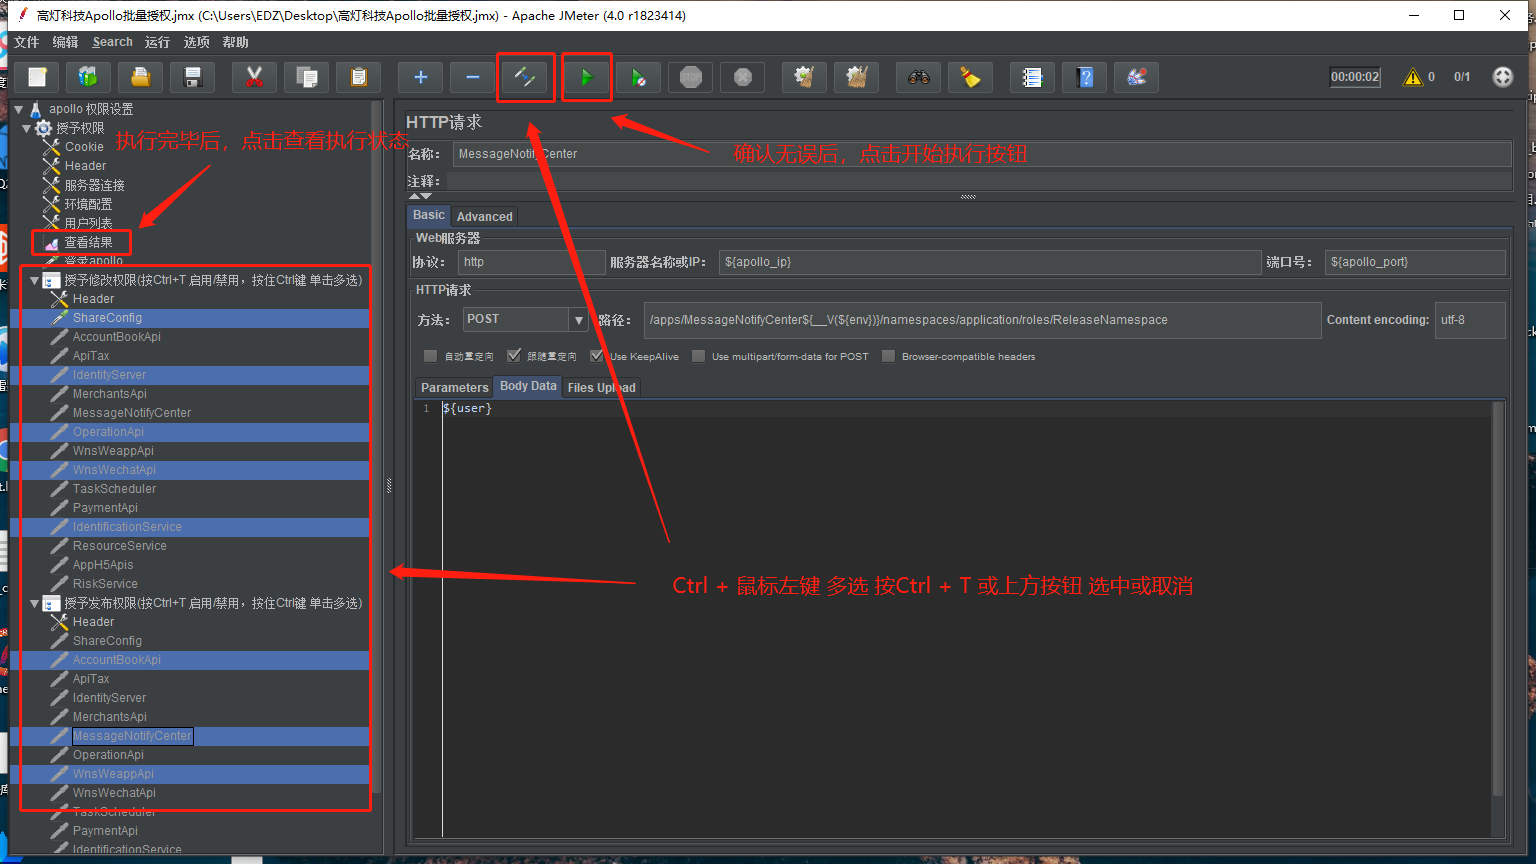 高灯科技Apollo批量授权.jmx (C:\Users\EDZ\Desktop\高灯科技Apollo批量授权.jmx) - Apache JMeter (4.0 r1823414)
文件 编辑 Search 运行 选项 帮助
STOP
00:00:02
0
0/1
apollo 权限设置
授予权限
Cookie
Header
服务器连接
环境配置
用户列表
查看结果
登录apollo
授予修改权限(按Ctrl+T 启用/禁用，按住Ctrl键 单击多选)
Header
ShareConfig
AccountBookApi
ApiTax
IdentityServer
MerchantsApi
MessageNotifyCenter
OperationApi
WnsWeappApi
WnsWechatApi
TaskScheduler
PaymentApi
IdentificationService
ResourceService
AppH5Apis
RiskService
授予发布权限(按Ctrl+T 启用/禁用，按住Ctrl键 单击多选)
Header
ShareConfig
AccountBookApi
ApiTax
IdentityServer
MerchantsApi
MessageNotifyCenter
OperationApi
WnsWeappApi
WnsWechatApi
TaskScheduler
PaymentApi
IdentificationService
执行完毕后，点击查看执行状态
HTTP请求
名称： MessageNotifyCenter
确认无误后，点击开始执行按钮
注释：
Basic Advanced
Web服务器
协议： http 服务器名称或IP： ${apollo_ip} 端口号： ${apollo_port}
HTTP请求
方法： POST 路径： /apps/MessageNotifyCenter${__V(${env})}/namespaces/application/roles/ReleaseNamespace Content encoding: utf-8
自动重定向 跟随重定向 Use KeepAlive Use multipart/form-data for POST Browser-compatible headers
Parameters Body Data Files Upload
1 ${user}
Ctrl + 鼠标左键 多选 按Ctrl + T 或上方按钮 选中或取消